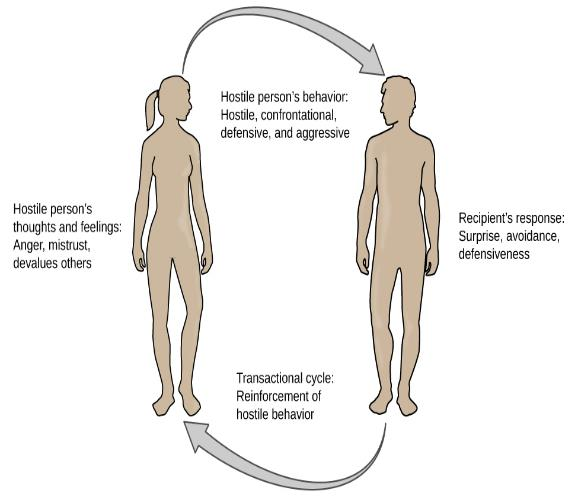 Hostile person's behavior:
Hostile, confrontational,
defensive, and aggressive
Hostile person's
thoughts and feelings:
Anger, mistrust,
devalues others
Recipient's response:
Surprise, avoidance,
defensiveness
Transactional cycle:
Reinforcement of
hostile behavior